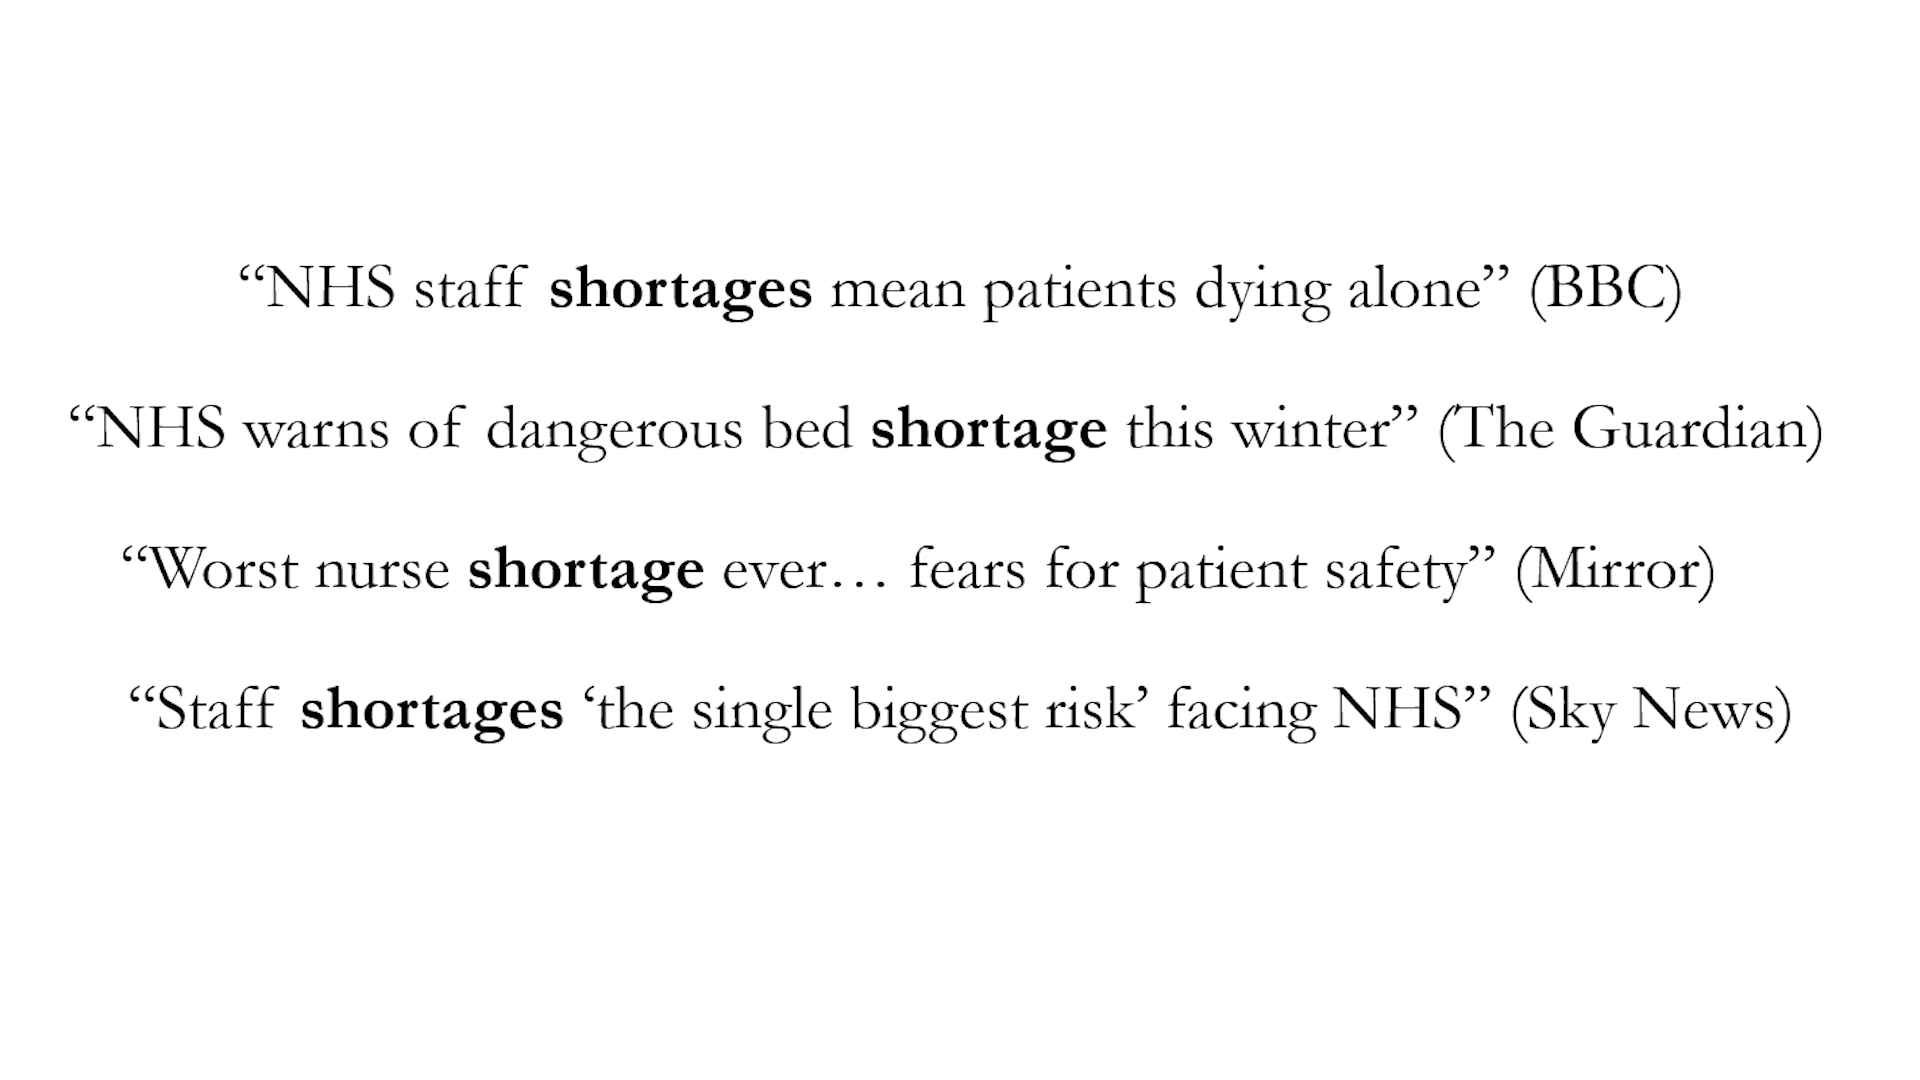 “NHS staff shortages mean patients dying alone” (BBC)
“NHS warns of dangerous bed shortage this winter” (The Guardian)
“Worst nurse shortage ever… fears for patient safety” (Mirror)
“Staff shortages ‘the single biggest risk’ facing NHS” (Sky News)